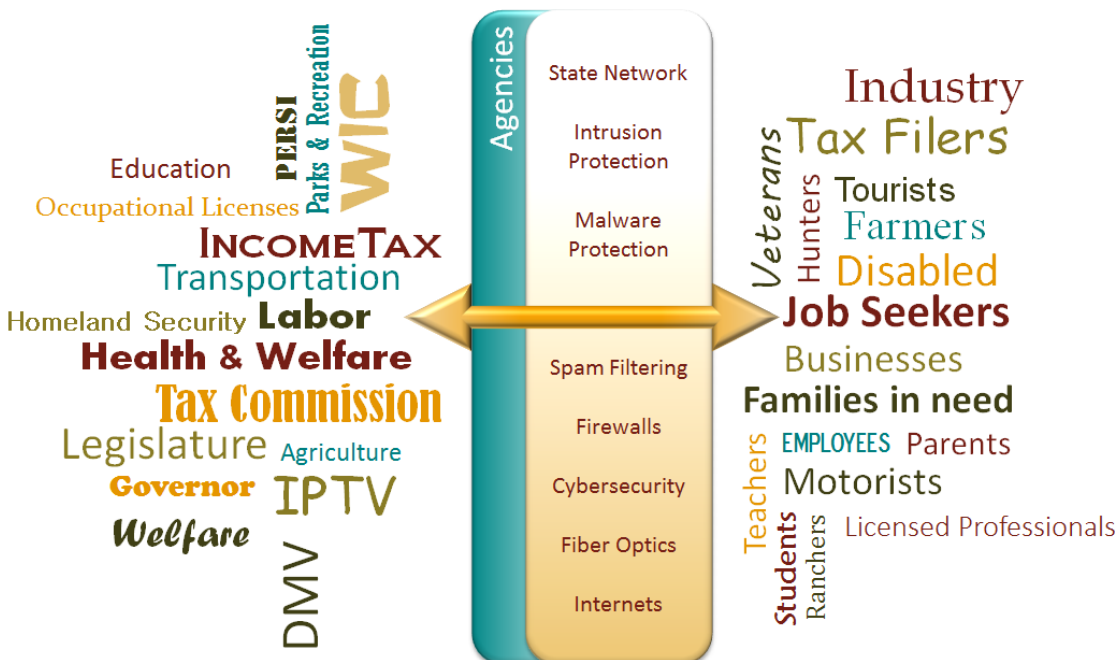 PERSI
Parks & Recreation
WIC
Education
Occupational Licenses
INCOMETAX
Transportation
Homeland Security
Labor
Health & Welfare
Tax Commission
Legislature
Agriculture
Governor
IPTV
Welfare
DMV
Agencies
State Network
Intrusion
Protection
Malware
Protection
Spam Filtering
Firewalls
Cybersecurity
Fiber Optics
Internets
Industry
Tax Filers
Veterans
Hunters
Tourists
Farmers
Disabled
Job Seekers
Businesses
Families in need
Teachers
EMPLOYEES
Parents
Motorists
Students
Ranchers
Licensed Professionals